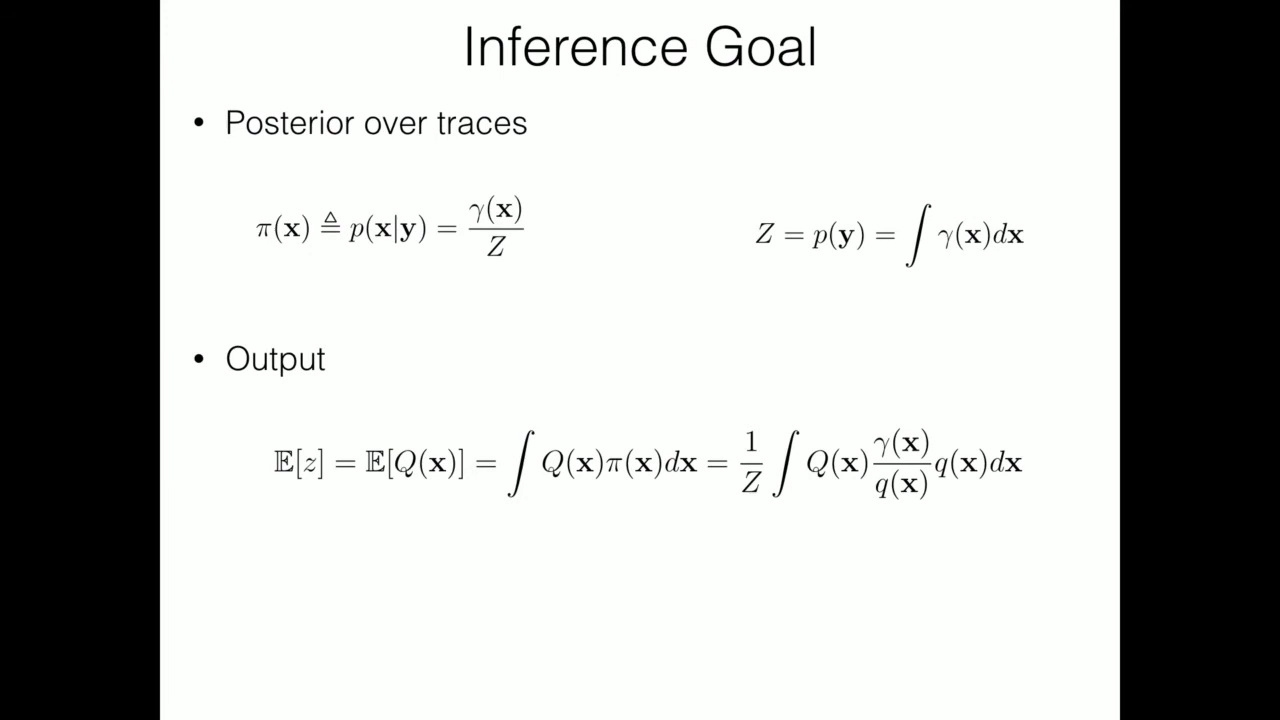 Inference Goal
• Posterior over traces
π(𝐱) ≜ p(𝐱|𝐲) = γ(𝐱)/Z    Z = p(𝐲) = ∫ γ(𝐱)d𝐱
• Output
𝔼[z] = 𝔼[Q(𝐱)] = ∫ Q(𝐱)π(𝐱)d𝐱 = 1/Z ∫ Q(𝐱) γ(𝐱)/q(𝐱) q(𝐱)d𝐱